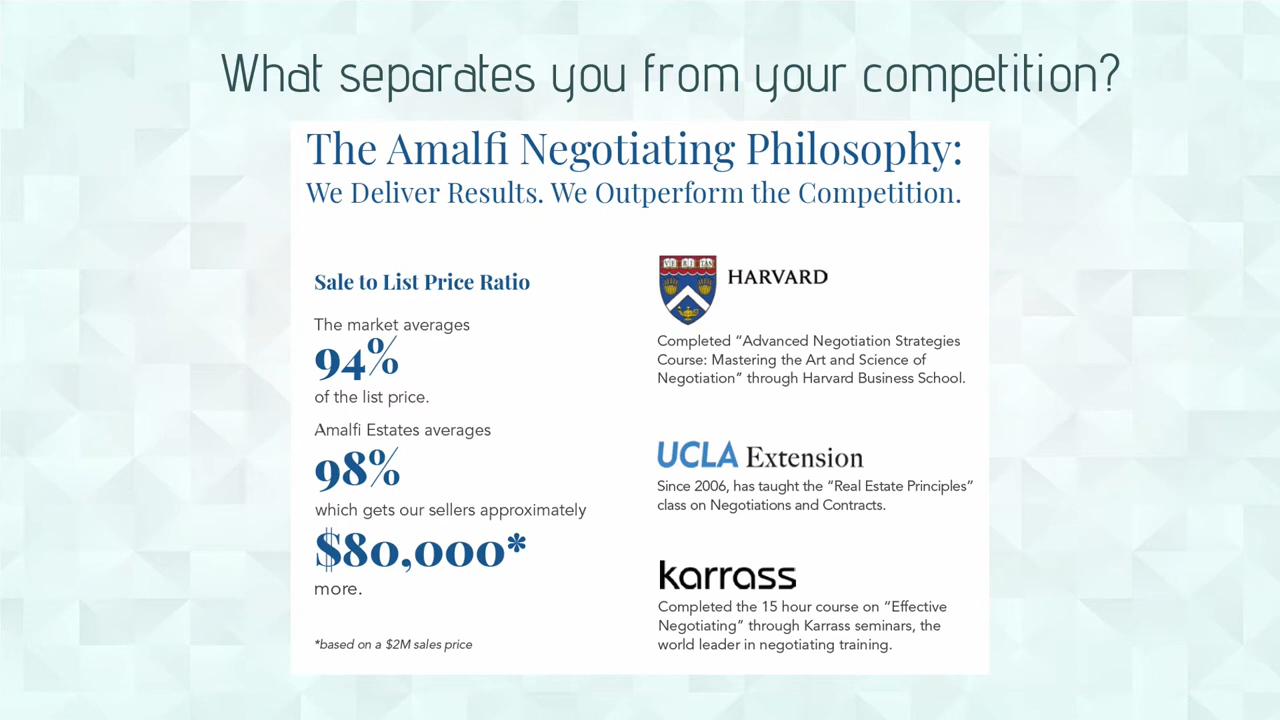 What separates you from your competition?
The Amalfi Negotiating Philosophy:
We Deliver Results. We Outperform the Competition.
Sale to List Price Ratio
The market averages
94%
of the list price.
Amalfi Estates averages
98%
which gets our sellers approximately
$80,000*
more.
*based on a $2M sales price
VE RI TAS
HARVARD
Completed “Advanced Negotiation Strategies
Course: Mastering the Art and Science of
Negotiation” through Harvard Business School.
UCLA Extension
Since 2006, has taught the “Real Estate Principles”
class on Negotiations and Contracts.
karrass
Completed the 15 hour course on “Effective
Negotiating” through Karrass seminars, the
world leader in negotiating training.